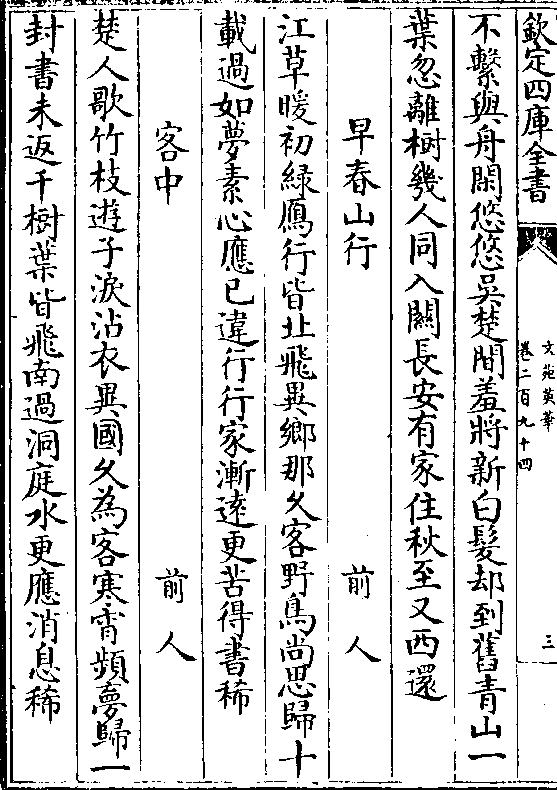 欽定四庫全書
文苑英華
卷二百九十四
三
不繫與舟閑悠悠吳楚間羞將新白髮却到舊青山一
葉忽離樹幾人同入關長安有家住秋至又西還
早春山行 前人
江草暖初綠鴈行皆北飛異鄉那久客野鳥尚思歸十
載過如夢素心應已違行行家漸逺更苦得書稀
客中 前人
楚人歌竹枝遊子淚沾衣異國久為客寒宵頻夢歸一
封書未返千樹葉皆飛南過洞庭水更應消息稀